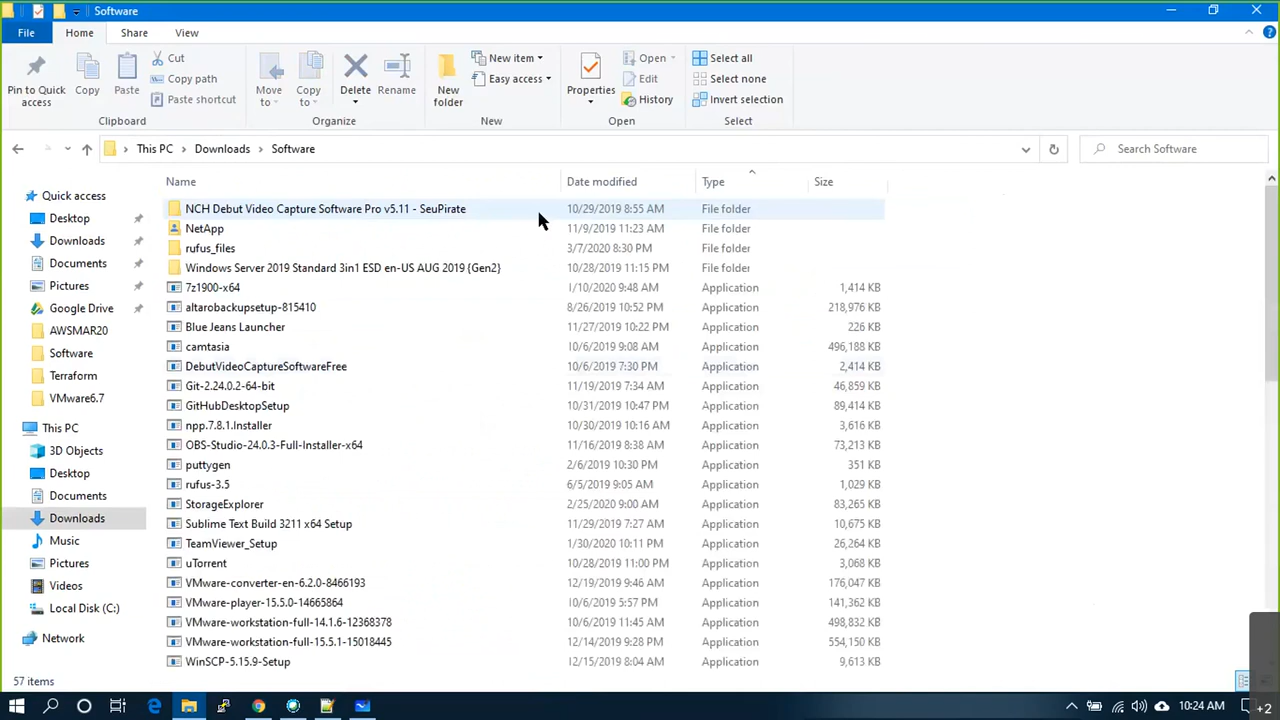 Software
File Home Share View
Pin to Quick access
Copy
Paste
Cut
Copy path
Paste shortcut
Clipboard
Move to
Copy to
Delete
Rename
Organize
New folder
New item
Easy access
New
Properties
Open
Edit
History
Open
Select all
Select none
Invert selection
Select
This PC > Downloads > Software
Search Software
Name Date modified Type Size
Quick access
Desktop
Downloads
Documents
Pictures
Google Drive
AWSMAR20
Software
Terraform
VMware6.7
This PC
3D Objects
Desktop
Documents
Downloads
Music
Pictures
Videos
Local Disk (C:)
Network
NCH Debut Video Capture Software Pro v5.11 - SeuPirate 10/29/2019 8:55 AM File folder
NetApp 11/9/2019 11:23 AM File folder
rufus_files 3/7/2020 8:30 PM File folder
Windows Server 2019 Standard 3in1 ESD en-US AUG 2019 {Gen2} 10/28/2019 11:15 PM File folder
7z1900-x64 1/10/2020 9:48 AM Application 1,414 KB
altarobackupsetup-815410 8/26/2019 10:52 PM Application 218,976 KB
Blue Jeans Launcher 11/27/2019 10:22 PM Application 226 KB
camtasia 10/6/2019 9:08 AM Application 496,188 KB
DebutVideoCaptureSoftwareFree 10/6/2019 7:30 PM Application 2,414 KB
Git-2.24.0.2-64-bit 11/19/2019 7:34 AM Application 46,859 KB
GitHubDesktopSetup 10/31/2019 10:47 PM Application 89,414 KB
npp.7.8.1.Installer 10/30/2019 10:16 AM Application 3,616 KB
OBS-Studio-24.0.3-Full-Installer-x64 11/16/2019 8:38 AM Application 73,213 KB
puttygen 2/6/2019 10:30 PM Application 351 KB
rufus-3.5 6/5/2019 9:05 AM Application 1,029 KB
StorageExplorer 2/25/2020 9:00 AM Application 83,265 KB
Sublime Text Build 3211 x64 Setup 11/29/2019 7:27 AM Application 10,675 KB
TeamViewer_Setup 1/30/2020 10:11 PM Application 26,264 KB
uTorrent 10/28/2019 11:00 PM Application 3,068 KB
VMware-converter-en-6.2.0-8466193 12/19/2019 9:46 AM Application 176,047 KB
VMware-player-15.5.0-14665864 10/6/2019 5:57 PM Application 141,362 KB
VMware-workstation-full-14.1.6-12368378 10/6/2019 11:45 AM Application 498,832 KB
VMware-workstation-full-15.5.1-15018445 12/14/2019 9:28 PM Application 554,150 KB
WinSCP-5.15.9-Setup 12/15/2019 8:04 AM Application 9,613 KB
57 items
10:24 AM
+2